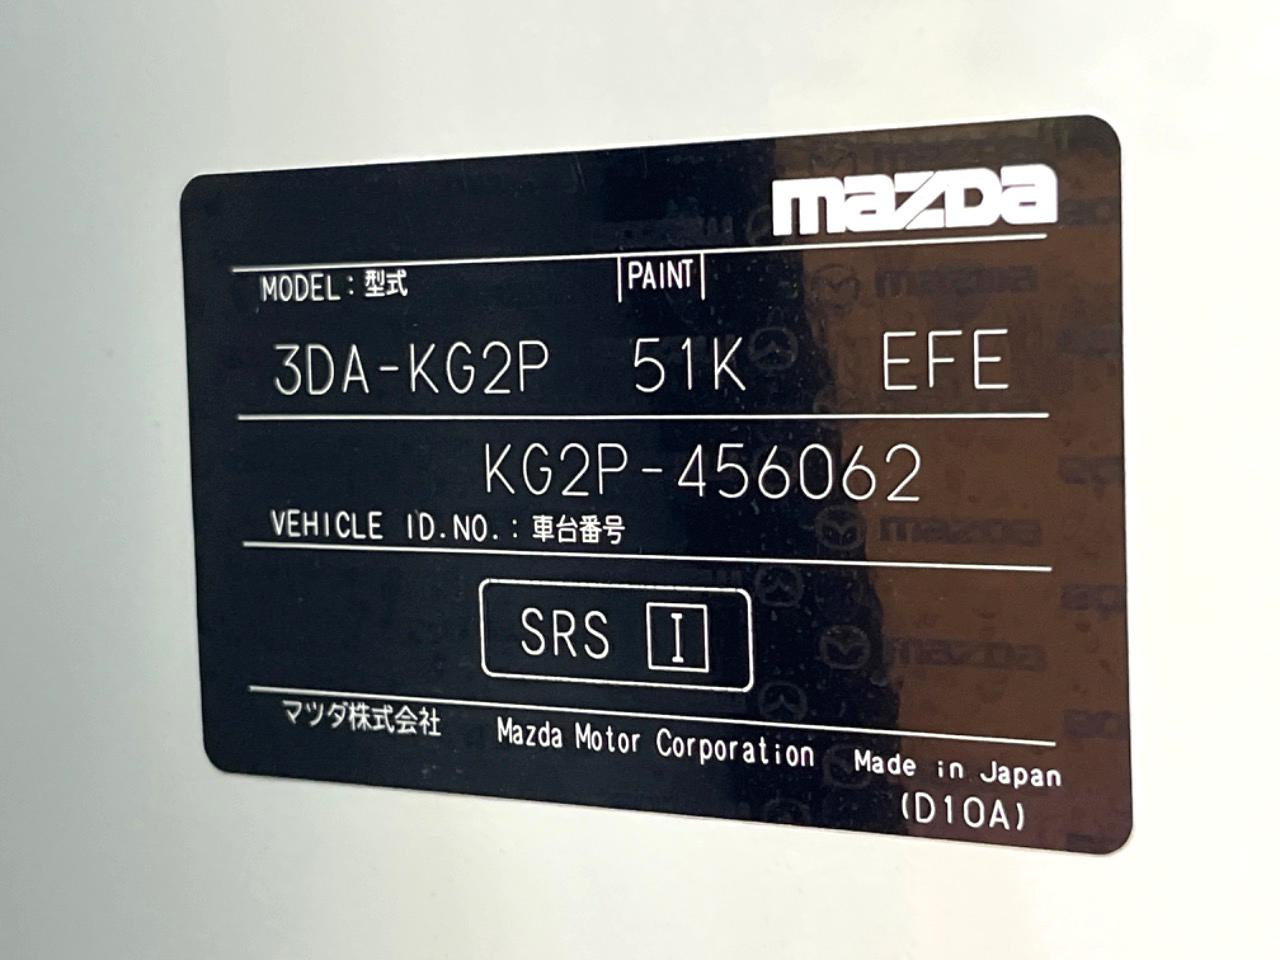 mazda
MODEL：型式 PAINT
3DA-KG2P 51K EFE
KG2P-456062
VEHICLE ID.NO.：車台番号
SRS I
マツダ株式会社 Mazda Motor Corporation Made in Japan
(D10A)